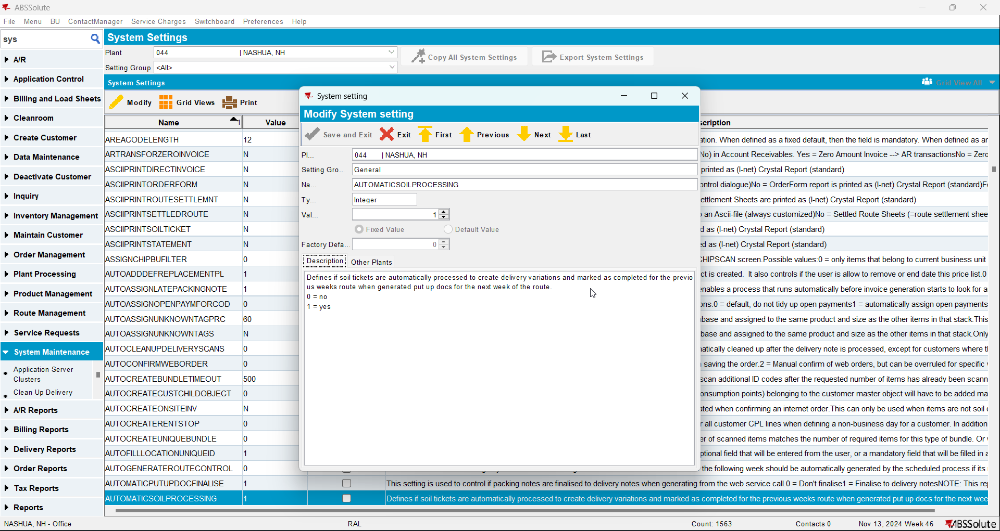 ABSSolute
File Menu BU ContactManager Service Charges Switchboard Preferences Help
sys
System Settings
Plant 044 | NASHUA, NH
Copy All System Settings Export System Settings
Setting Group <All>
System Settings
Grid View All
Modify Grid Views Print
Name 1 Value
scription
A/R
Application Control
Billing and Load Sheets
Cleanroom
Create Customer
Data Maintenance
Deactivate Customer
Inquiry
Inventory Management
Maintain Customer
Order Management
Plant Processing
Product Management
Route Management
Service Requests
System Maintenance
Application Server
Clusters
Clean Up Delivery
A/R Reports
Billing Reports
Delivery Reports
Order Reports
Tax Reports
Reports
AREACODELENGTH 12
ARTRANSFORZEROINVOICE N
ASCIIPRINTDIRECTINVOICE N
ASCIIPRINTORDERFORM N
ASCIIPRINTROUTESETTLEMNT N
ASCIIPRINTSETTLEDROUTE N
ASCIIPRINTSOILTICKET N
ASCIIPRINTSTATEMENT N
ASSIGNCHIPBUFILTER 0
AUTOADDDEFREPLACEMENTPL 1
AUTOASSIGNLATEPACKINGNOTE 1
AUTOASSIGNOPENPAYMFORCOD 0
AUTOASSIGNUNKNOWNTAGPRC 60
AUTOASSIGNUNKNOWNTAGS N
AUTOCLEANUPDELIVERYSCANS 0
AUTOCONFIRMWEBORDER 0
AUTOCREATEBUNDLETIMEOUT 500
AUTOCREATECUSTCHILDOBJECT 0
AUTOCREATEONSITEINV N
AUTOCREATERENTSTOP 0
AUTOCREATEUNIQUEBUNDLE 0
AUTOFILLLOCATIONUNIQUEID 1
AUTOGENERATEROUTECONTROL 0
AUTOMATICPUTUPDOCFINALISE 1 This setting is used to control if packing notes are finalised to delivery notes when generating from the web service call.0 = Don't finalise1 = Finalise to delivery notesNOTE: This rep
AUTOMATICSOILPROCESSING 1 Defines if soil tickets are automatically processed to create delivery variations and marked as completed for the previous weeks route when generated put up docs for the next wee
System setting
Modify System setting
Save and Exit Exit First Previous Next Last
Pl... 044 | NASHUA, NH
Setting Gro... General
Na... AUTOMATICSOILPROCESSING
Ty... Integer
Val... 1
Fixed Value Default Value
Factory Defa... 0
Description Other Plants
Defines if soil tickets are automatically processed to create delivery variations and marked as completed for the previo
us weeks route when generated put up docs for the next week of the route.
0 = no
1 = yes
ation. When defined as a fixed default, then the field is mandatory. When defined as ar
No) in Account Receivables. Yes = Zero Amount Invoice --> AR transactionsNo = Zero
printed as (I-net) Crystal Report (standard)
ontrol dialogue)No = OrderForm report is printed as (I-net) Crystal Report (standard)F
ettlement Sheets are printed as (I-net) Crystal Report (standard)
an Ascii-file (always customized)No = Settled Route Sheets (=route settlement shee
d as (I-net) Crystal Report (standard)
ed as (I-net) Crystal Report (standard)
CHIPSCAN screen.Possible values:0 = only items that belong to current business unit
ct is created. It also controls if the user is allow to remove or end date this price list.0
enables a process that runs automatically before invoice generation starts to look for a
ons.0 = default, do not tidy up open payments1 = automatically assign open payments
base and assigned to the same product and size as the other items in that stack.This
base and assigned to the same product and size as the other items in that stack.Only
matically cleaned up after the delivery note is processed, except for customers where t
saving the order.2 = Manual confirm of web orders, but can be overruled for specific
scan additional ID codes after the requested number of items has already been scann
onsumption points) belonging to the customer master object will have to be added ma
ated when confirming an internet order.This can only be used when items are not soil
r all customer CPL lines when defining a non-business day for a customer. In addition
er of scanned items matches the number of required items for this type of bundle. Or
ptional field that will be entered from the user, or a mandatory field that will be filled in a
the following week should be automatically generated by the scheduled process if its
NASHUA, NH - Office RAL Count: 1563 Contacts 0 Nov 13, 2024 Week 46 ABSSolute